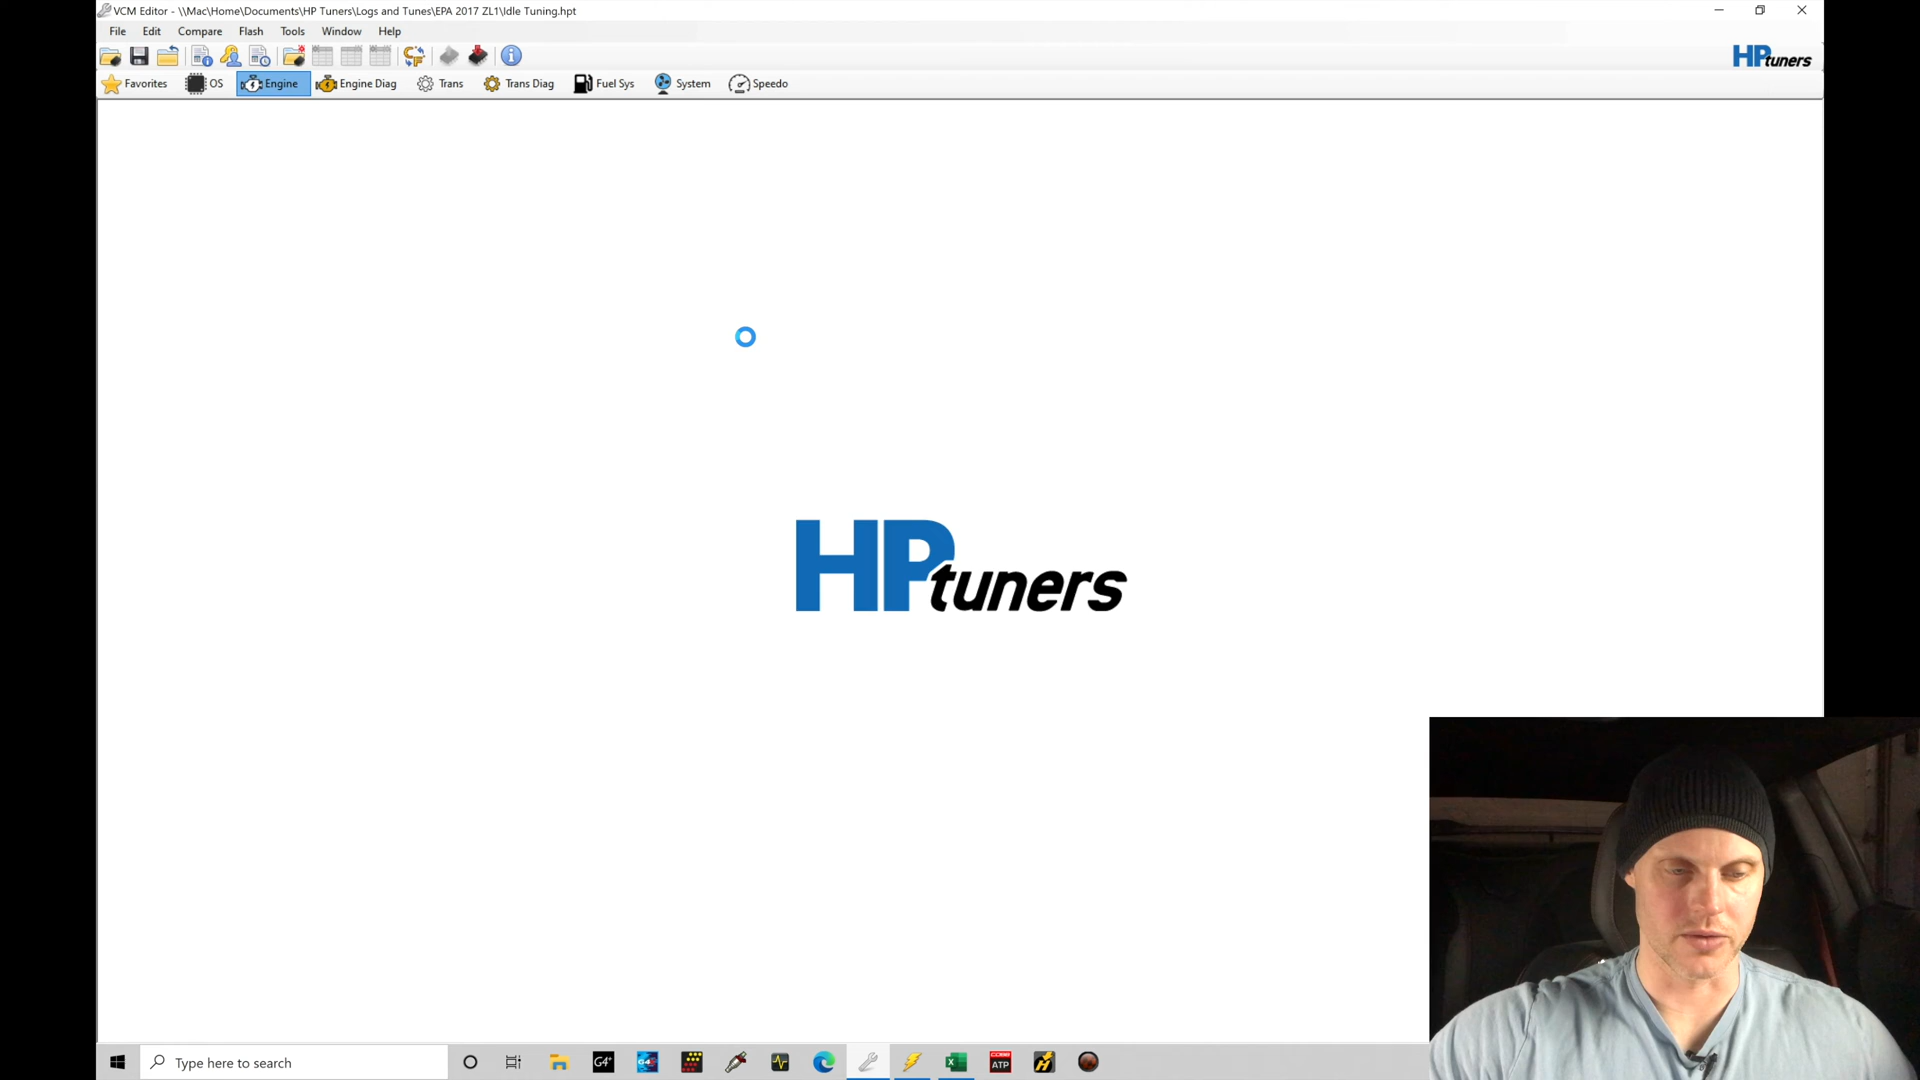 VCM Editor - \\Mac\Home\Documents\HP Tuners\Logs and Tunes\EPA 2017 ZL1\Idle Tuning.hpt
File Edit Compare Flash Tools Window Help
HPtuners
Favorites OS Engine Engine Diag Trans Trans Diag Fuel Sys System Speedo
HPtuners
Type here to search
G4+
COBB
ATP